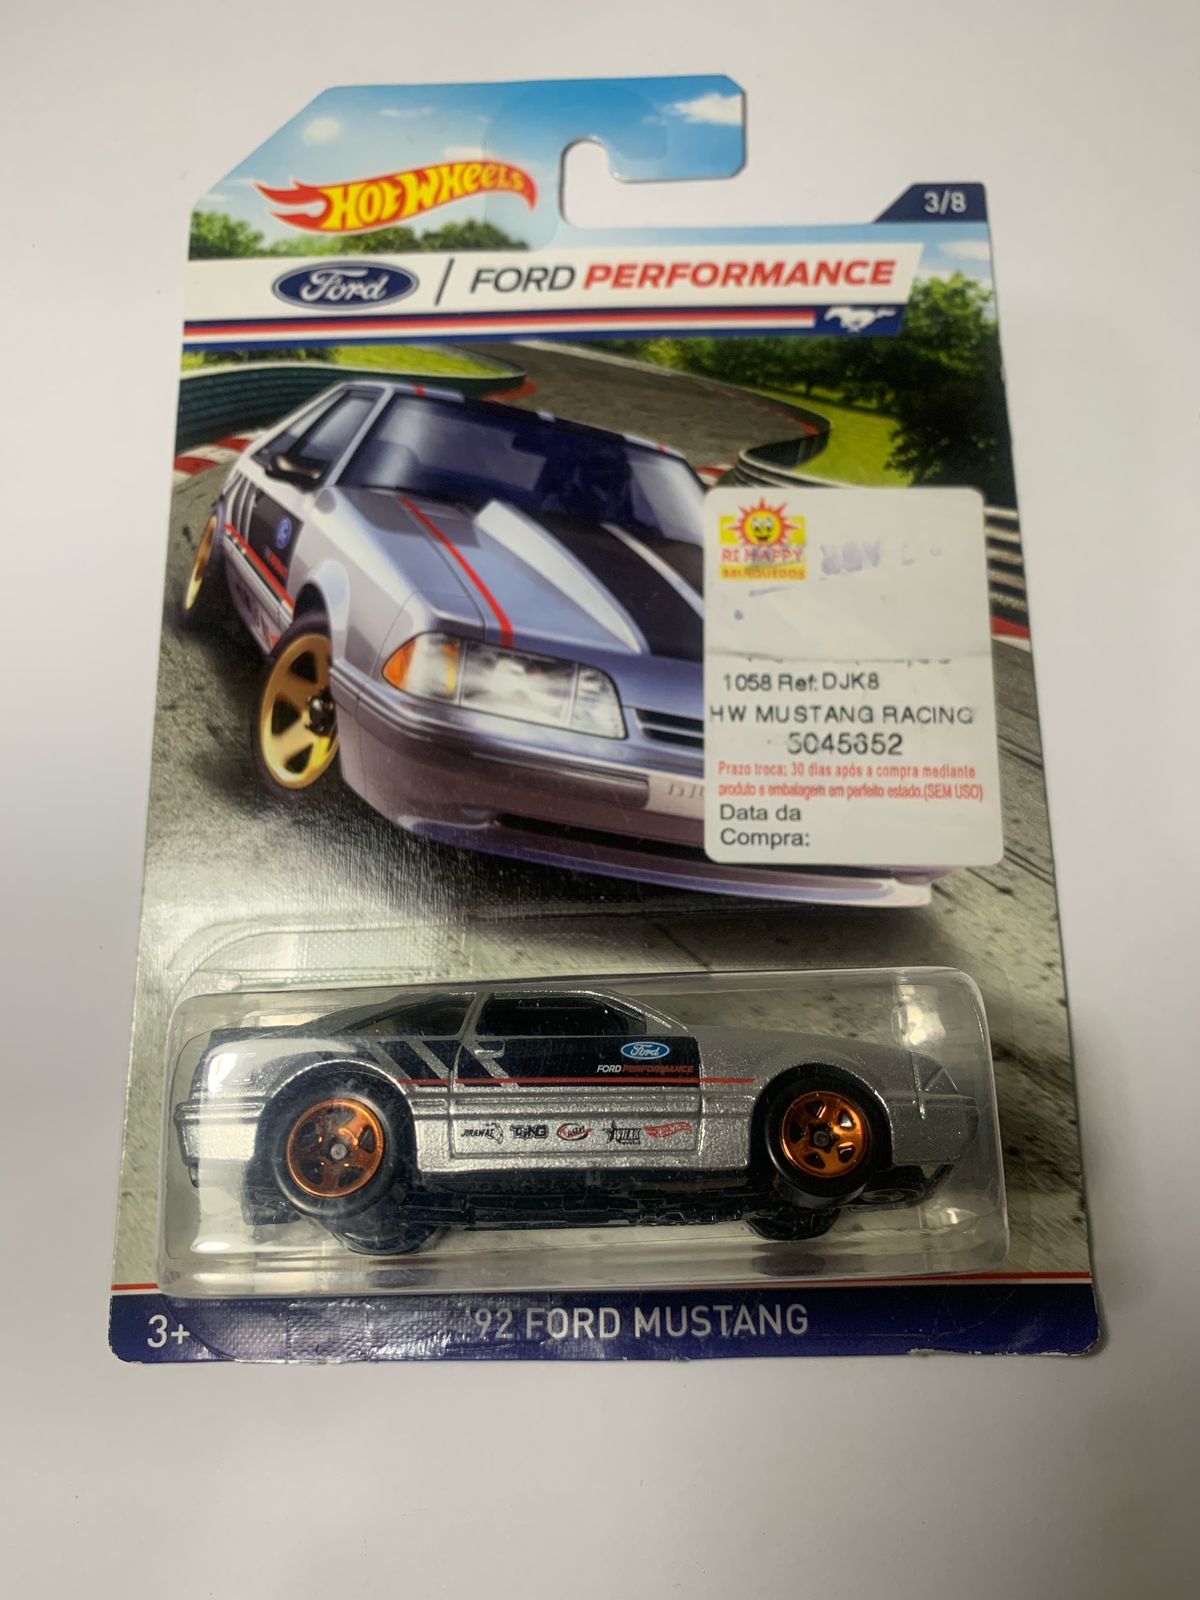 HOT WHEELS
3/8
Ford / FORD PERFORMANCE
RI HAPPY
BRINQUEDOS
1058 Ref: DJK8
HW MUSTANG RACING
5045652
Prazo troca: 30 dias após a compra mediante
produto e embalagem em perfeito estado.(SEM USO)
Data da
Compra:
Ford
FORD PERFORMANCE
3+
'92 FORD MUSTANG